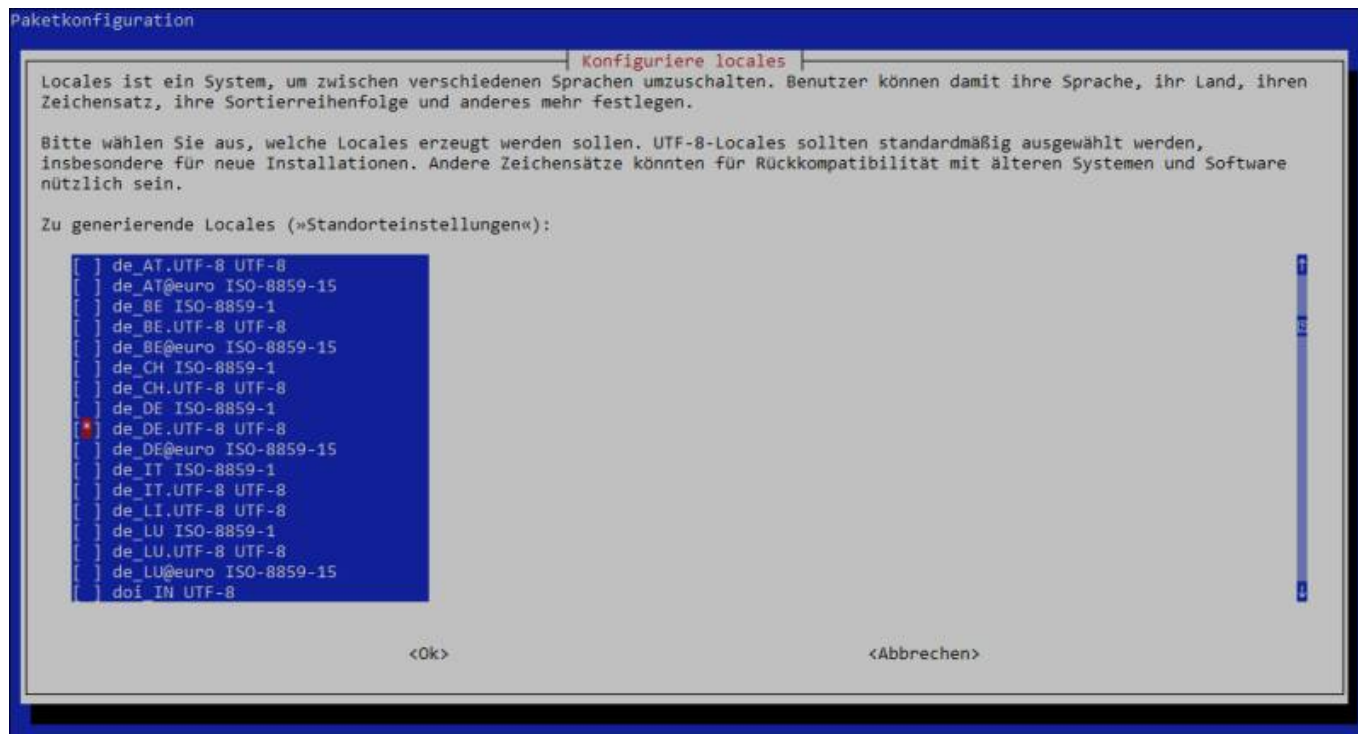 Paketkonfiguration
Konfiguriere locales
Locales ist ein System, um zwischen verschiedenen Sprachen umzuschalten. Benutzer können damit ihre Sprache, ihr Land, ihren
Zeichensatz, ihre Sortierreihenfolge und anderes mehr festlegen.
Bitte wählen Sie aus, welche Locales erzeugt werden sollen. UTF-8-Locales sollten standardmäßig ausgewählt werden,
insbesondere für neue Installationen. Andere Zeichensätze könnten für Rückkompatibilität mit älteren Systemen und Software
nützlich sein.
Zu generierende Locales (»Standorteinstellungen«):
[ ] de_AT.UTF-8 UTF-8
[ ] de_AT@euro ISO-8859-15
[ ] de_BE ISO-8859-1
[ ] de_BE.UTF-8 UTF-8
[ ] de_BE@euro ISO-8859-15
[ ] de_CH ISO-8859-1
[ ] de_CH.UTF-8 UTF-8
[ ] de_DE ISO-8859-1
[*] de_DE.UTF-8 UTF-8
[ ] de_DE@euro ISO-8859-15
[ ] de_IT ISO-8859-1
[ ] de_IT.UTF-8 UTF-8
[ ] de_LI.UTF-8 UTF-8
[ ] de_LU ISO-8859-1
[ ] de_LU.UTF-8 UTF-8
[ ] de_LU@euro ISO-8859-15
[ ] doi_IN UTF-8
<Ok> <Abbrechen>